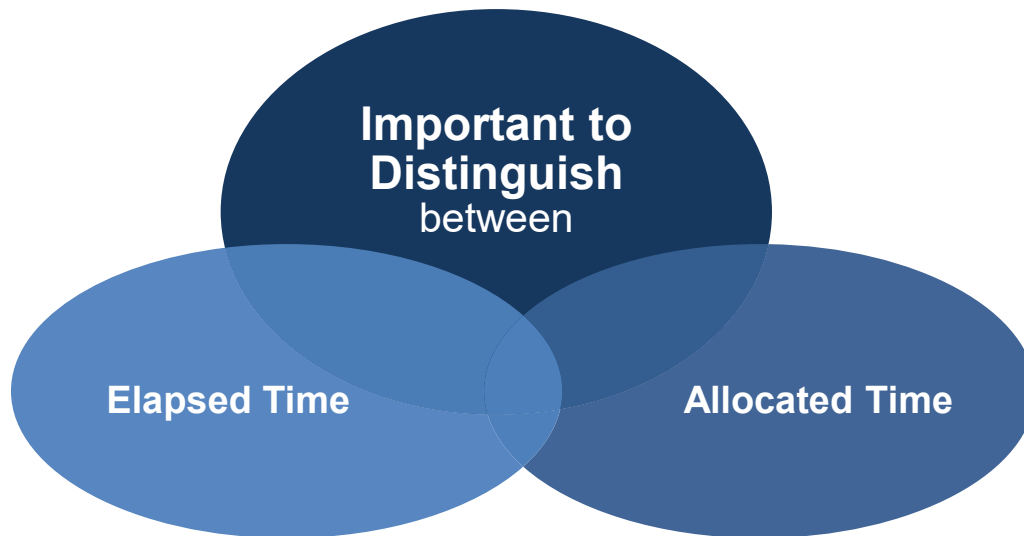 Important to
Distinguish
between
Elapsed Time
Allocated Time